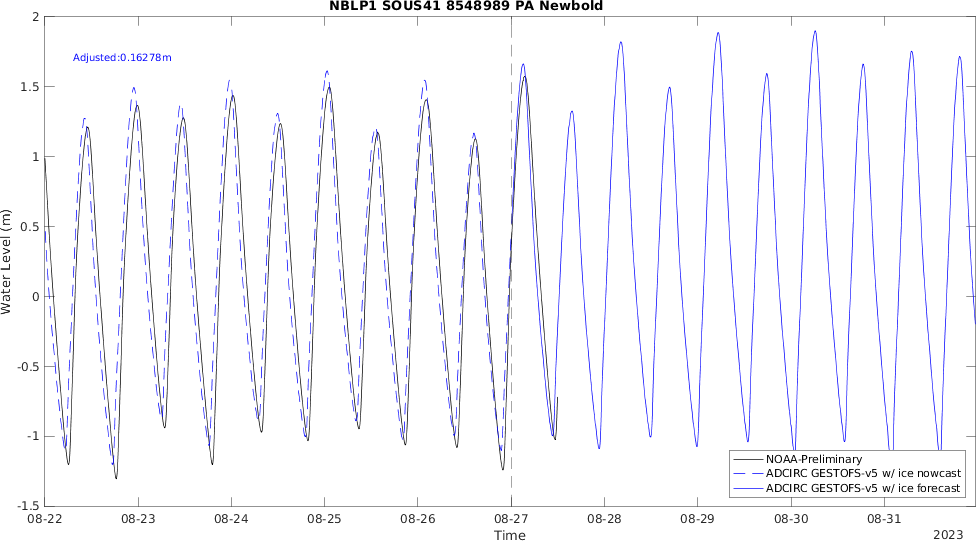 NBLP1 SOUS41 8548989 PA Newbold
Adjusted:0.16278m
Water Level (m)
2
1.5
1
0.5
0
-0.5
-1
-1.5
08-22 08-23 08-24 08-25 08-26 08-27 08-28 08-29 08-30 08-31
Time
2023
NOAA-Preliminary
ADCIRC GESTOFS-v5 w/ ice nowcast
ADCIRC GESTOFS-v5 w/ ice forecast